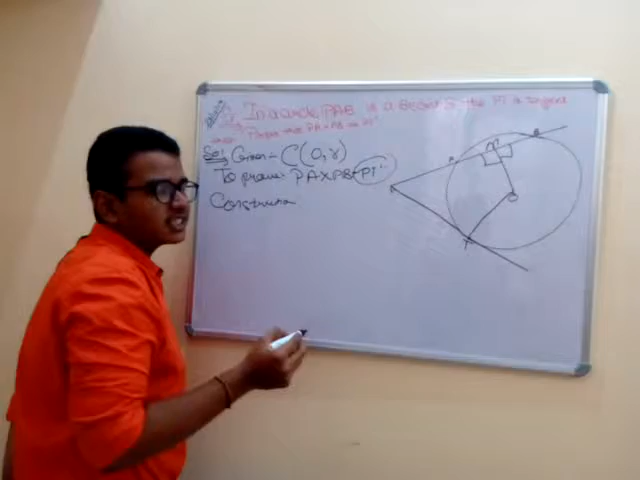 In a circle, PAB is a secant & the PT is tangent
Prove that PA×PB = PT²
Sol: Given:- C(O, r)
To prove: PA×PB=PT²
Construction
A
M
B
P
O
T